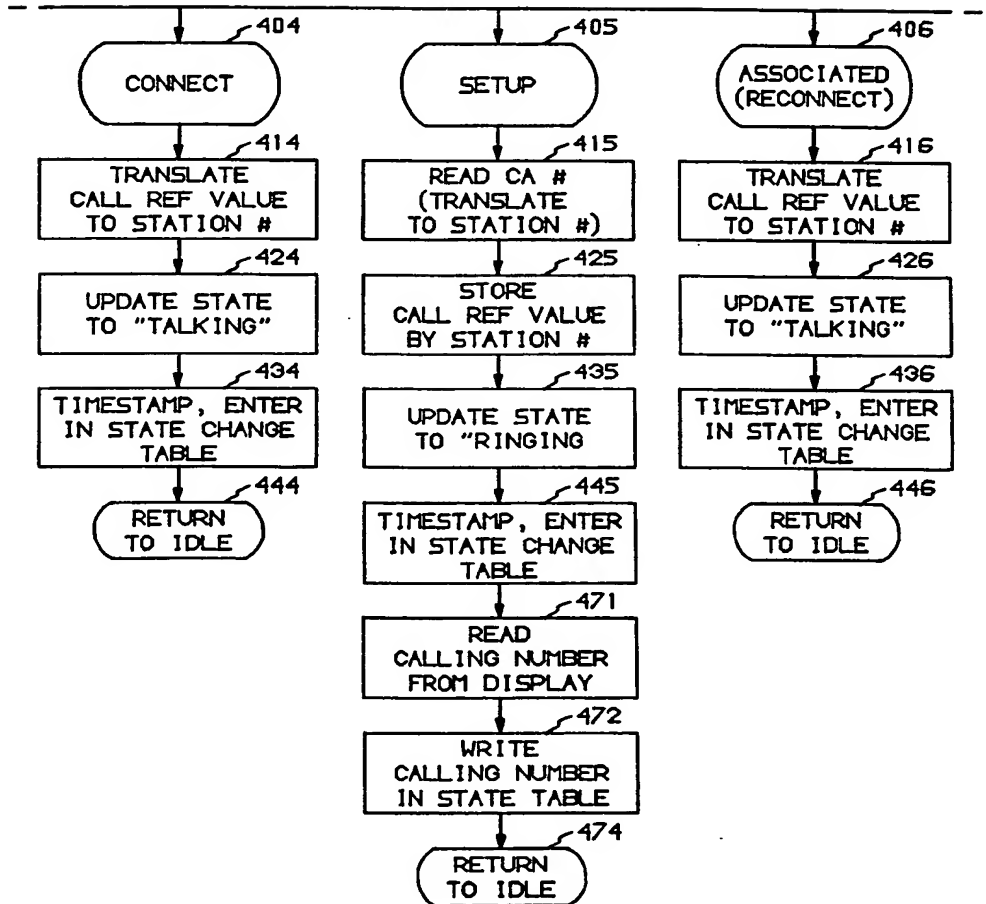 404
CONNECT
414
TRANSLATE
CALL REF VALUE
TO STATION #
424
UPDATE STATE
TO "TALKING"
434
TIMESTAMP, ENTER
IN STATE CHANGE
TABLE
444
RETURN
TO IDLE
405
SETUP
415
READ CA #
(TRANSLATE
TO STATION #)
425
STORE
CALL REF VALUE
BY STATION #
435
UPDATE STATE
TO "RINGING
445
TIMESTAMP, ENTER
IN STATE CHANGE
TABLE
471
READ
CALLING NUMBER
FROM DISPLAY
472
WRITE
CALLING NUMBER
IN STATE TABLE
474
RETURN
TO IDLE
406
ASSOCIATED
(RECONNECT)
416
TRANSLATE
CALL REF VALUE
TO STATION #
426
UPDATE STATE
TO "TALKING"
436
TIMESTAMP, ENTER
IN STATE CHANGE
TABLE
446
RETURN
TO IDLE